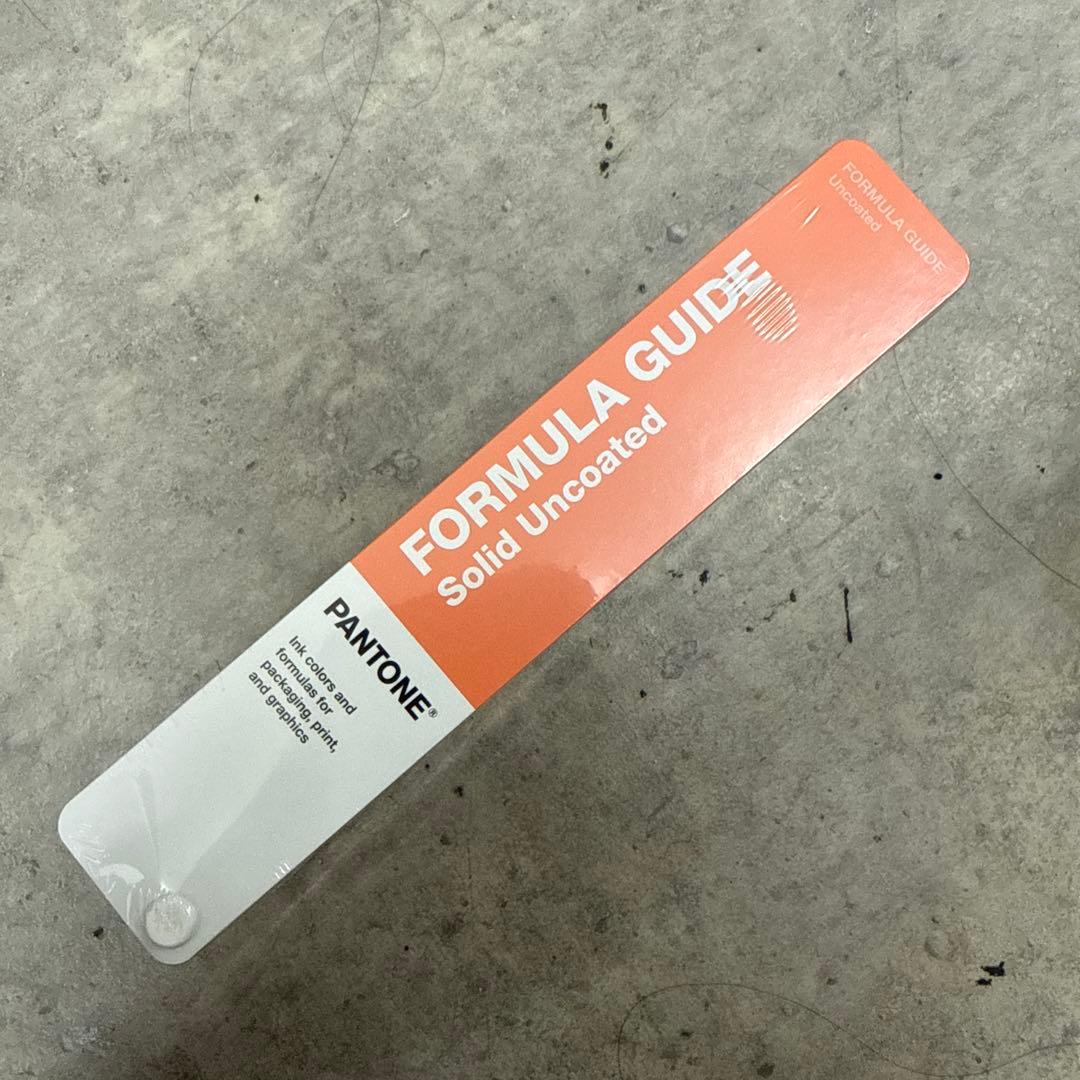 FORMULA GUIDE
Uncoated
FORMULA GUIDE
Solid Uncoated
PANTONE®
Ink colors and
formulas for
packaging, print,
and graphics